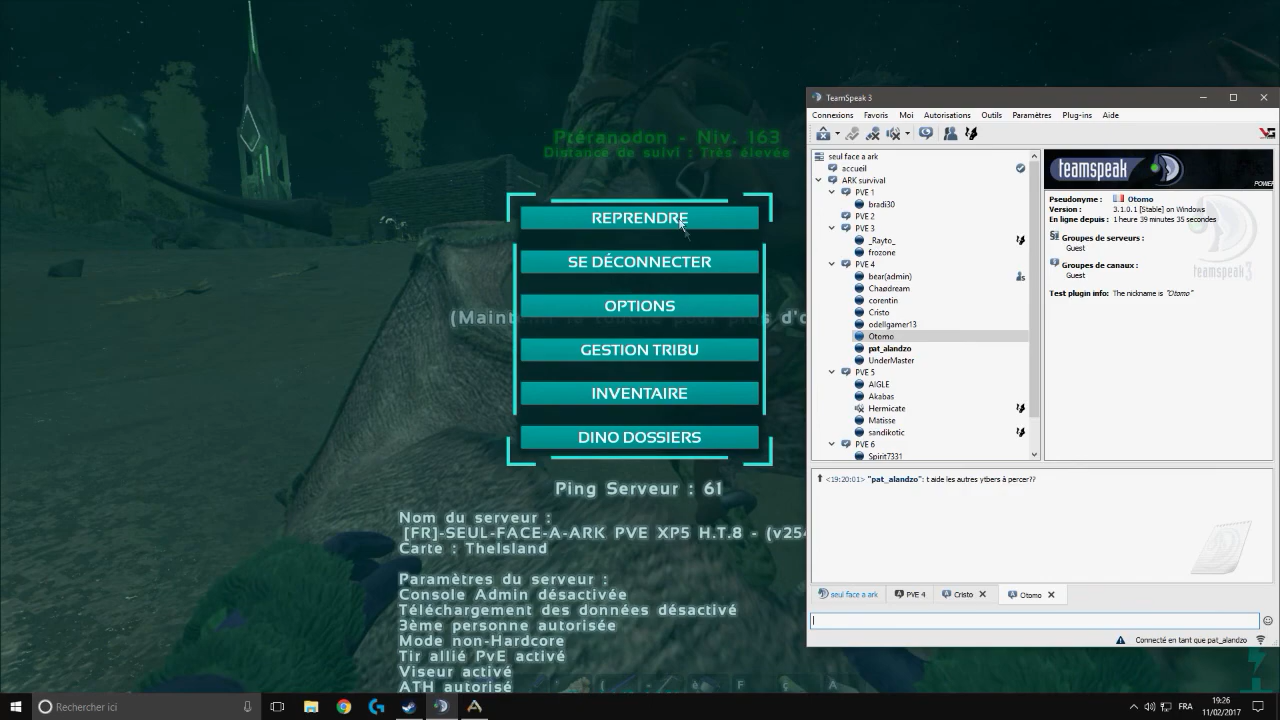 Ptéranodon - Niv. 163
Distance de suivi : Très élevée
REPRENDRE
SE DÉCONNECTER
OPTIONS
(Maintenir la touche pour plus d'o
GESTION TRIBU
INVENTAIRE
DINO DOSSIERS
Ping Serveur : 61
Nom du serveur :
[FR]-SEUL-FACE-A-ARK PVE XP5 H.T.8 - (v254
Carte : TheIsland
Paramètres du serveur :
Console Admin désactivée
Téléchargement des données désactivé
3ème personne autorisée
Mode non-Hardcore
Tir allié PvE activé
Viseur activé
ATH autorisé
TeamSpeak 3
Connexions Favoris Moi Autorisations Outils Paramètres Plug-ins Aide
seul face a ark
accueil
ARK survival
PVE 1
bradi30
PVE 2
PVE 3
_Rayto_
frozone
PVE 4
bear(admin)
Chaødream
corentin
Cristo
odellgamer13
Otomo
pat_alandzo
UnderMaster
PVE 5
AIGLE
Akabas
Hermicate
Matisse
sandikotic
PVE 6
Spirit7331
teamspeak
POWER
Pseudonyme : Otomo
Version : 3.1.0.1 [Stable] on Windows
En ligne depuis : 1 heure 39 minutes 35 secondes
Groupes de serveurs :
Guest
Groupes de canaux :
Guest
Test plugin info: The nickname is "Otomo"
teamspeak3
<19:20:01> "pat_alandzo": t aide les autres ytbers à percer??
seul face a ark PVE 4 Cristo Otomo
Connecté en tant que pat_alandzo
Rechercher ici
FRA
19:26
11/02/2017